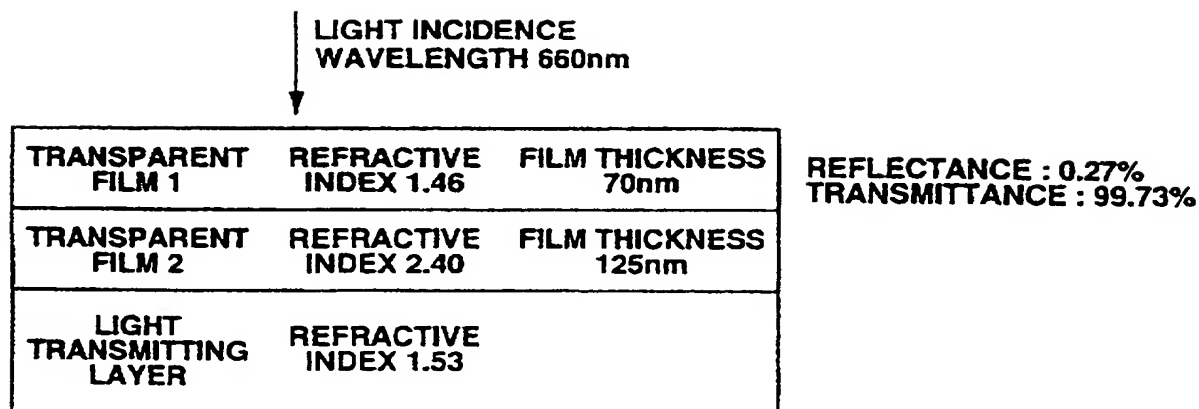 LIGHT INCIDENCE
WAVELENGTH 660nm
TRANSPARENT FILM 1 REFRACTIVE INDEX 1.46 FILM THICKNESS 70nm
REFLECTANCE : 0.27%
TRANSMITTANCE : 99.73%
TRANSPARENT FILM 2 REFRACTIVE INDEX 2.40 FILM THICKNESS 125nm
LIGHT TRANSMITTING LAYER REFRACTIVE INDEX 1.53